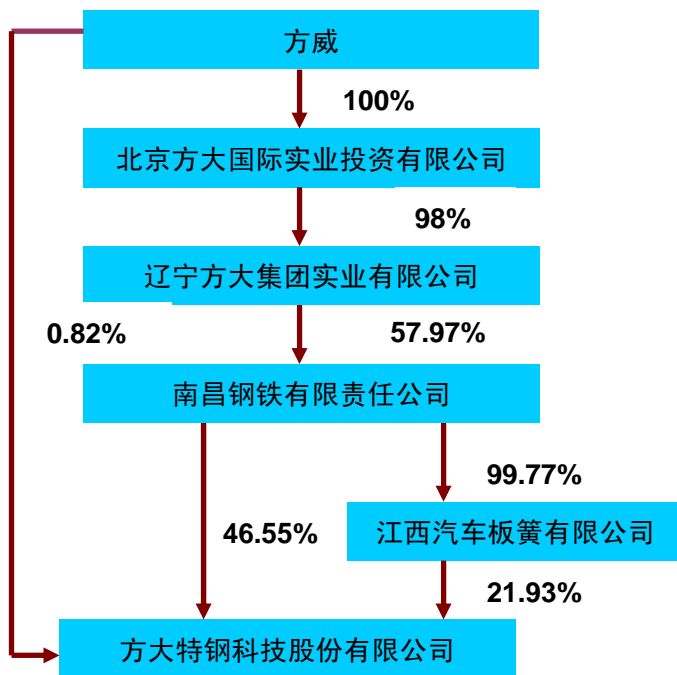 方威
100%
北京方大国际实业投资有限公司
98%
辽宁方大集团实业有限公司
0.82%
57.97%
南昌钢铁有限责任公司
99.77%
46.55%
江西汽车板簧有限公司
21.93%
方大特钢科技股份有限公司